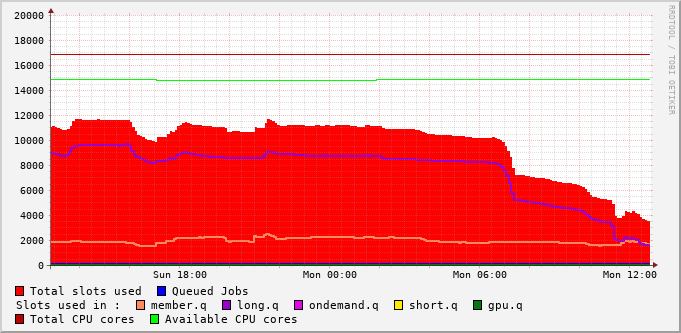 20000
18000
16000
14000
12000
10000
8000
6000
4000
2000
0
Sun 18:00 Mon 00:00 Mon 06:00 Mon 12:00
RRDTOOL / TOBI OETIKER
Total slots used Queued Jobs
Slots used in : member.q long.q ondemand.q short.q gpu.q
Total CPU cores Available CPU cores